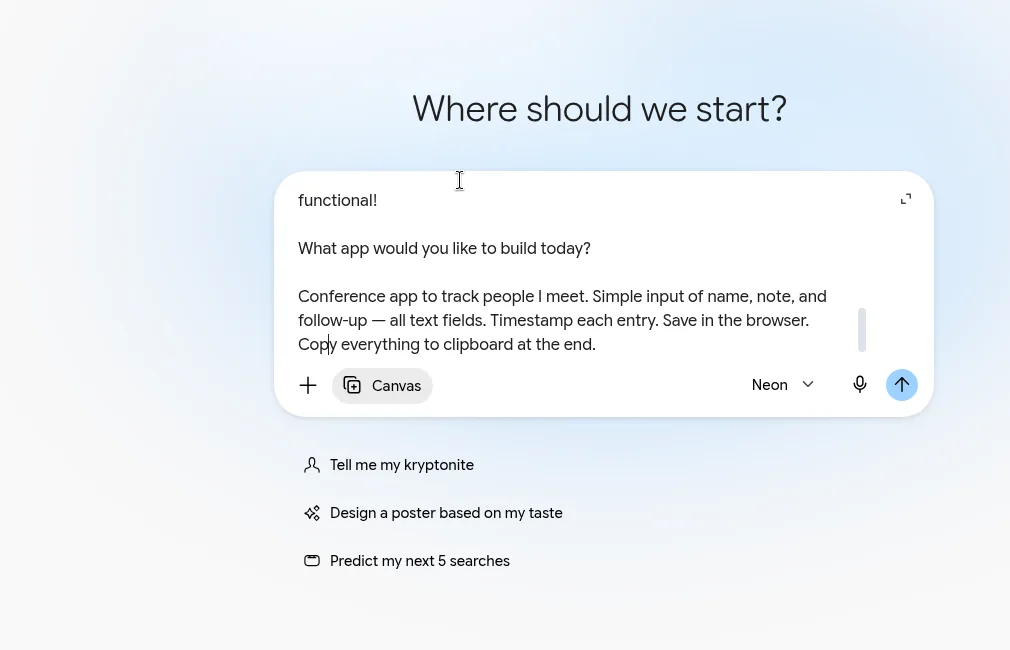 Where should we start?
functional!
What app would you like to build today?
Conference app to track people I meet. Simple input of name, note, and
follow-up — all text fields. Timestamp each entry. Save in the browser.
Copy everything to clipboard at the end.
Canvas
Neon
Tell me my kryptonite
Design a poster based on my taste
Predict my next 5 searches